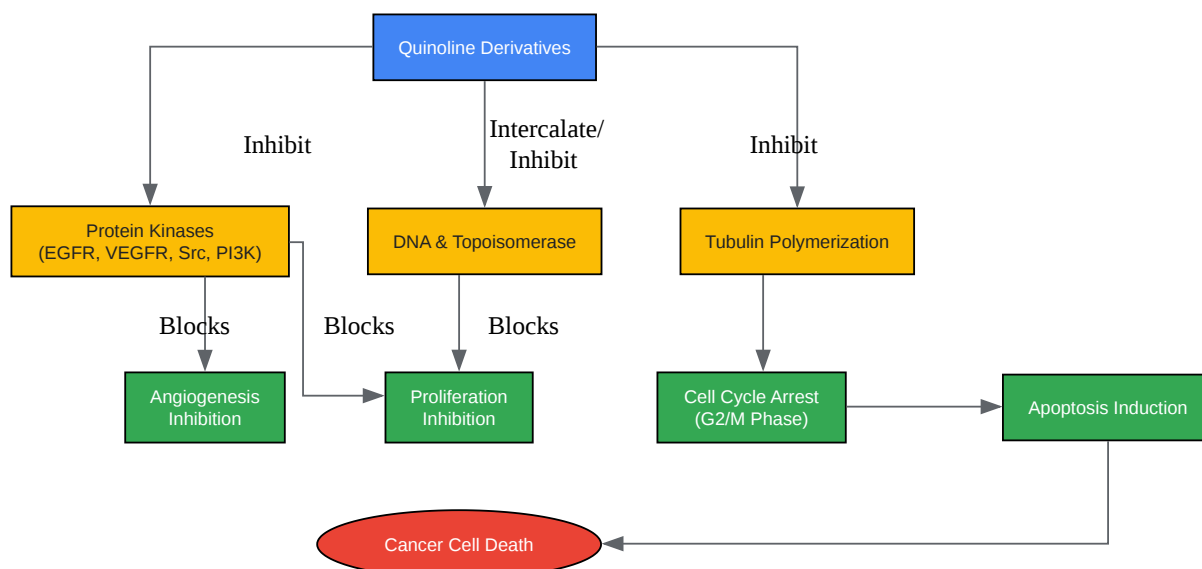 Quinoline Derivatives
Inhibit
Intercalate/
Inhibit
Inhibit
Protein Kinases
(EGFR, VEGFR, Src, PI3K)
DNA & Topoisomerase
Tubulin Polymerization
Blocks
Blocks
Blocks
Angiogenesis
Inhibition
Proliferation
Inhibition
Cell Cycle Arrest
(G2/M Phase)
Apoptosis Induction
Cancer Cell Death